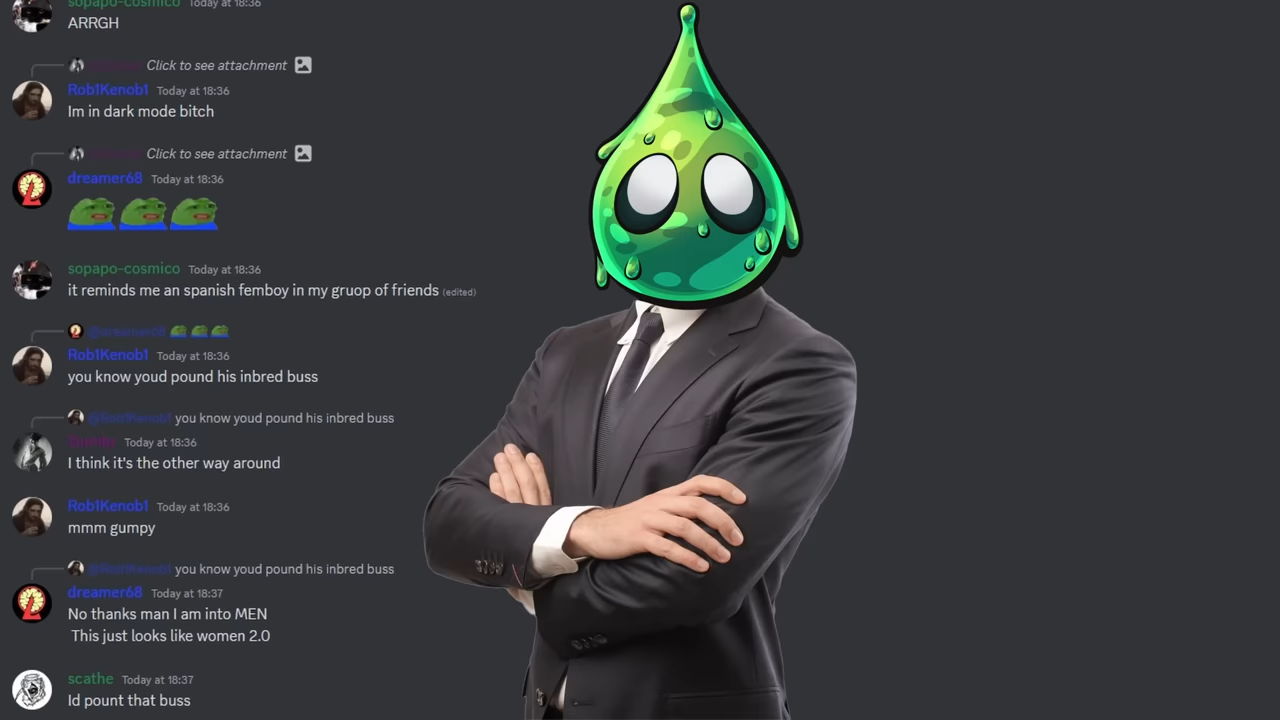 sopapo-cosmico Today at 18:36
ARRGH
Click to see attachment
Rob1Kenob1 Today at 18:36
Im in dark mode bitch
Click to see attachment
dreamer68 Today at 18:36
sopapo-cosmico Today at 18:36
it reminds me an spanish femboy in my gruop of friends (edited)
@dreamer68
Rob1Kenob1 Today at 18:36
you know youd pound his inbred buss
@Rob1Kenob1 you know youd pound his inbred buss
Today at 18:36
I think it's the other way around
Rob1Kenob1 Today at 18:36
mmm gumpy
@Rob1Kenob1 you know youd pound his inbred buss
dreamer68 Today at 18:37
No thanks man I am into MEN
This just looks like women 2.0
scathe Today at 18:37
Id pount that buss